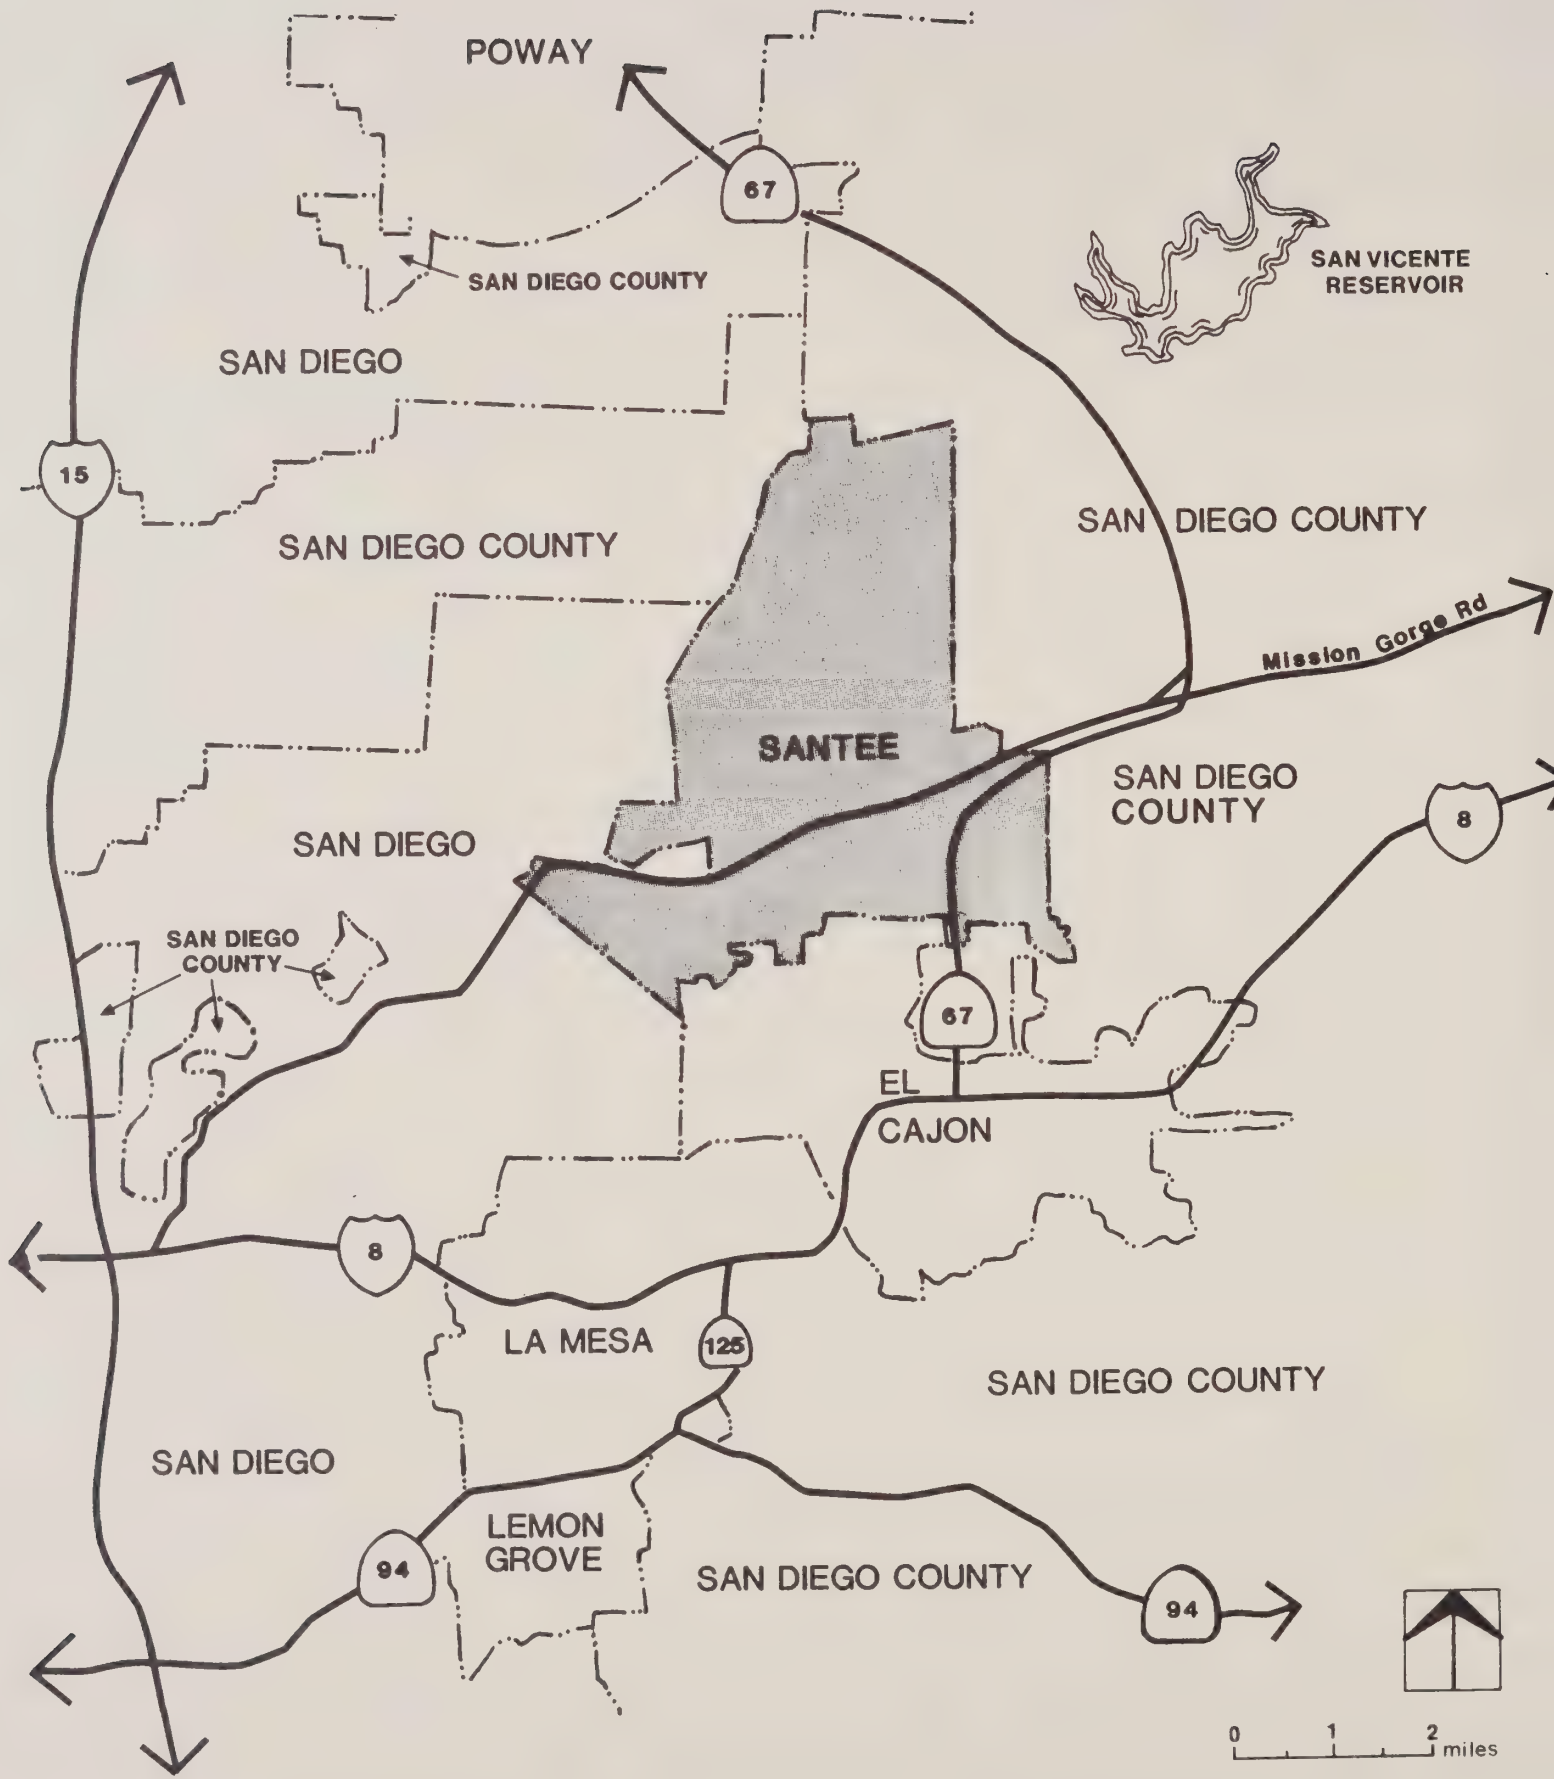 POWAY
67
SAN DIEGO COUNTY
SAN VICENTE
RESERVOIR
SAN DIEGO
15
SAN DIEGO COUNTY
SAN DIEGO COUNTY
Mission Gorge Rd
SANTEE
SAN DIEGO
COUNTY
8
SAN DIEGO
SAN DIEGO
COUNTY
67
EL
CAJON
8
LA MESA
125
SAN DIEGO COUNTY
SAN DIEGO
LEMON
GROVE
94
SAN DIEGO COUNTY
94
0 1 2
miles